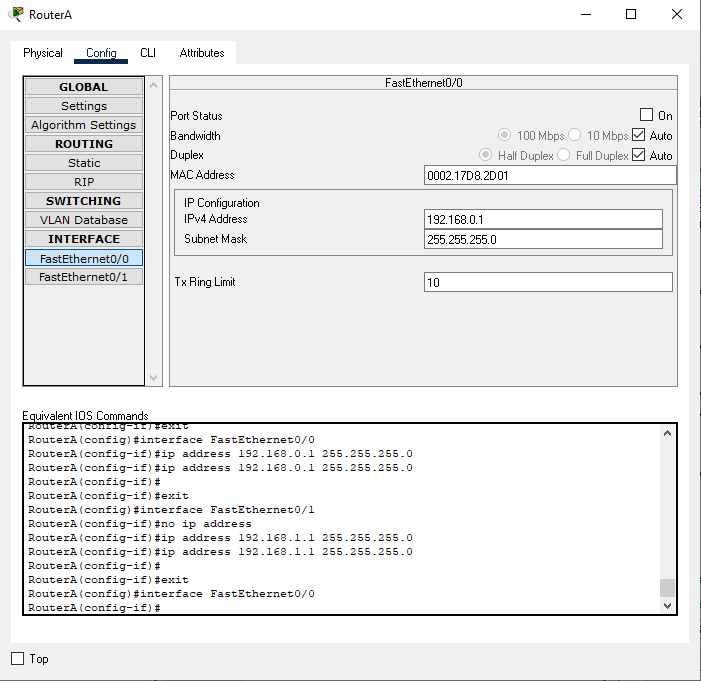 RouterA
Physical Config CLI Attributes
GLOBAL
Settings
Algorithm Settings
ROUTING
Static
RIP
SWITCHING
VLAN Database
INTERFACE
FastEthernet0/0
FastEthernet0/1
FastEthernet0/0
Port Status On
Bandwidth 100 Mbps 10 Mbps Auto
Duplex Half Duplex Full Duplex Auto
MAC Address 0002.17D8.2D01
IP Configuration
IPv4 Address 192.168.0.1
Subnet Mask 255.255.255.0
Tx Ring Limit 10
Equivalent IOS Commands
RouterA(config-if)#exit
RouterA(config)#interface FastEthernet0/0
RouterA(config-if)#ip address 192.168.0.1 255.255.255.0
RouterA(config-if)#ip address 192.168.0.1 255.255.255.0
RouterA(config-if)#
RouterA(config-if)#exit
RouterA(config)#interface FastEthernet0/1
RouterA(config-if)#no ip address
RouterA(config-if)#ip address 192.168.1.1 255.255.255.0
RouterA(config-if)#ip address 192.168.1.1 255.255.255.0
RouterA(config-if)#
RouterA(config-if)#exit
RouterA(config)#interface FastEthernet0/0
RouterA(config-if)#
Top